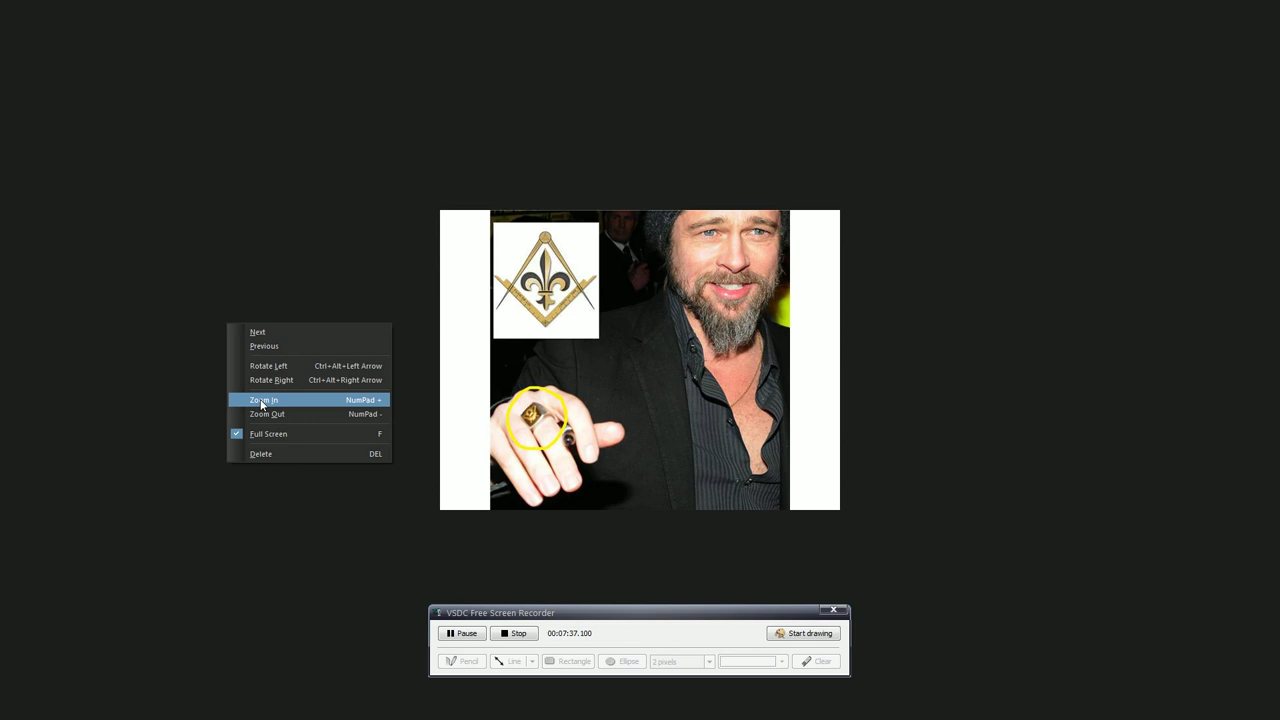 Next
Previous
Rotate Left Ctrl+Alt+Left Arrow
Rotate Right Ctrl+Alt+Right Arrow
Zoom In NumPad +
Zoom Out NumPad -
Full Screen F
Delete DEL
VSDC Free Screen Recorder
Pause Stop 00:07:37.100 Start drawing
Pencil Line Rectangle Ellipse 2 pixels Clear